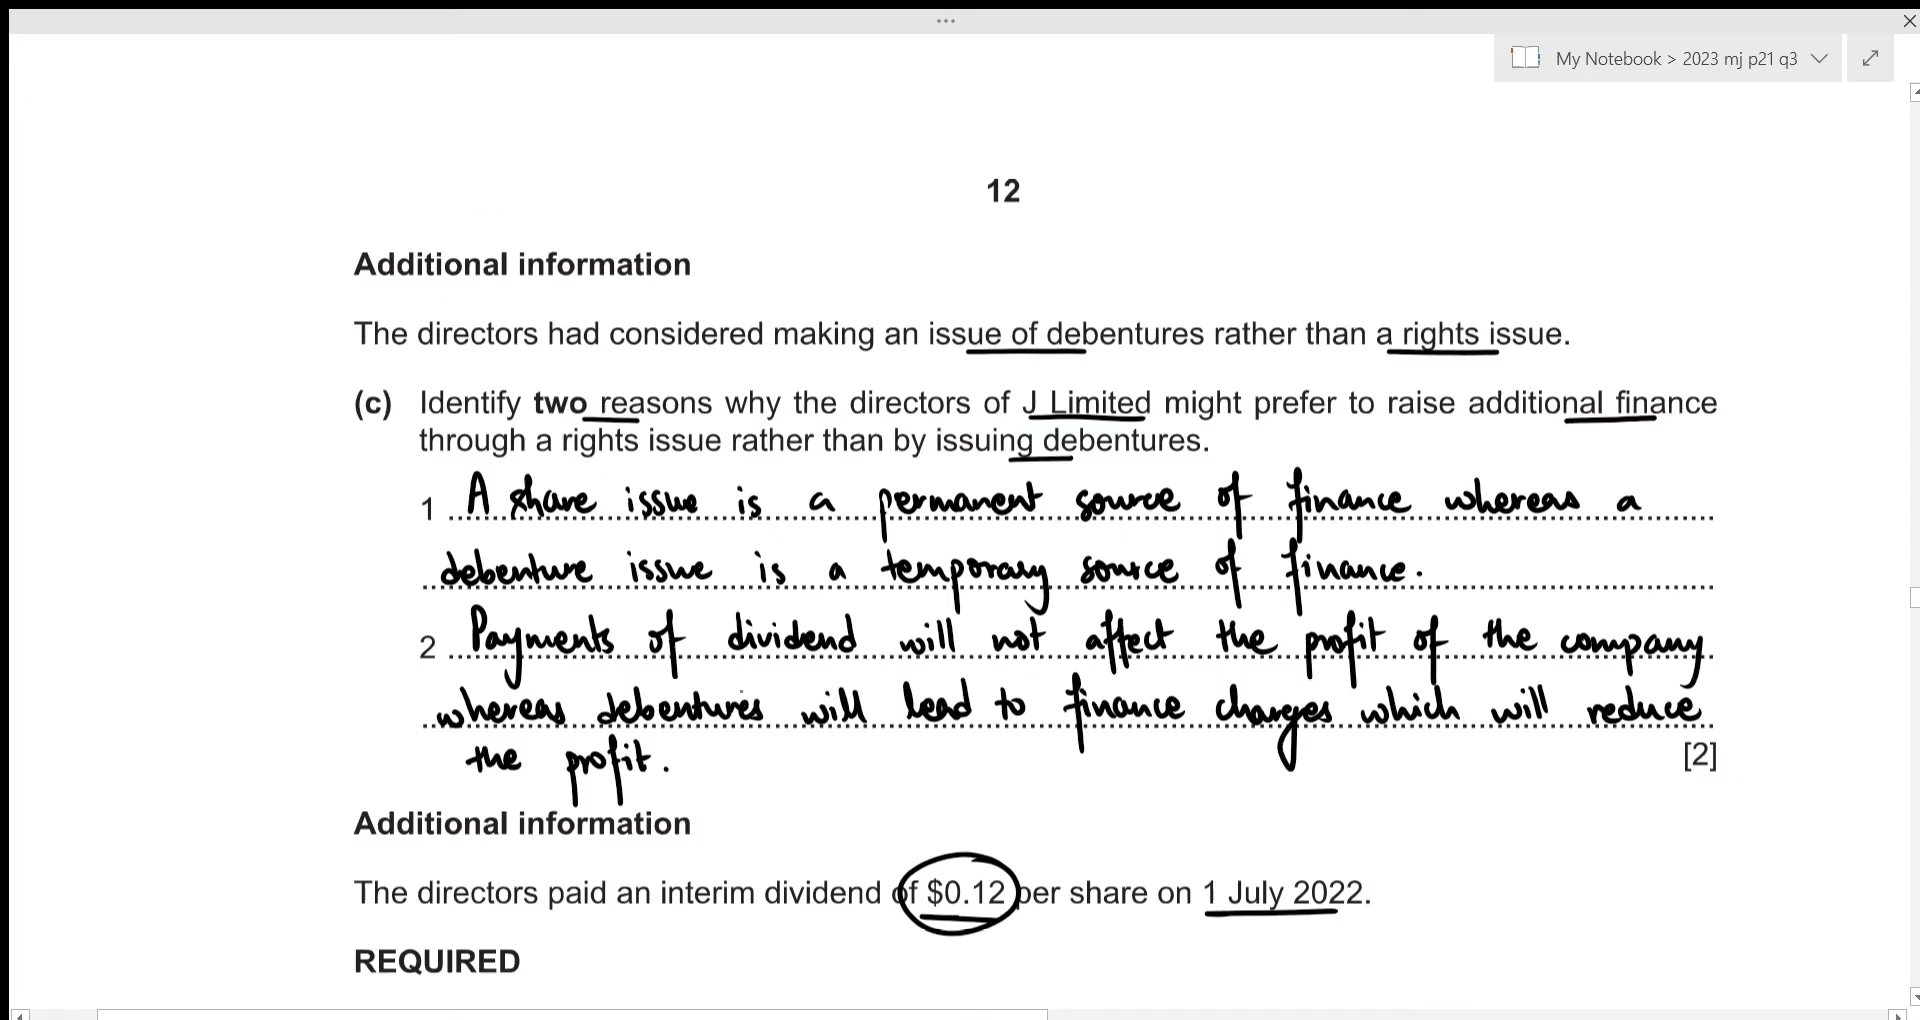 My Notebook > 2023 mj p21 q3
12
Additional information
The directors had considered making an issue of debentures rather than a rights issue.
(c) Identify two reasons why the directors of J Limited might prefer to raise additional finance
through a rights issue rather than by issuing debentures.
1 A share issue is a permanent source of finance whereas a
debenture issue is a temporary source of finance.
2 Payments of dividend will not affect the profit of the company
whereas debentures will lead to finance charges which will reduce
the profit.
[2]
Additional information
The directors paid an interim dividend of $0.12 per share on 1 July 2022.
REQUIRED